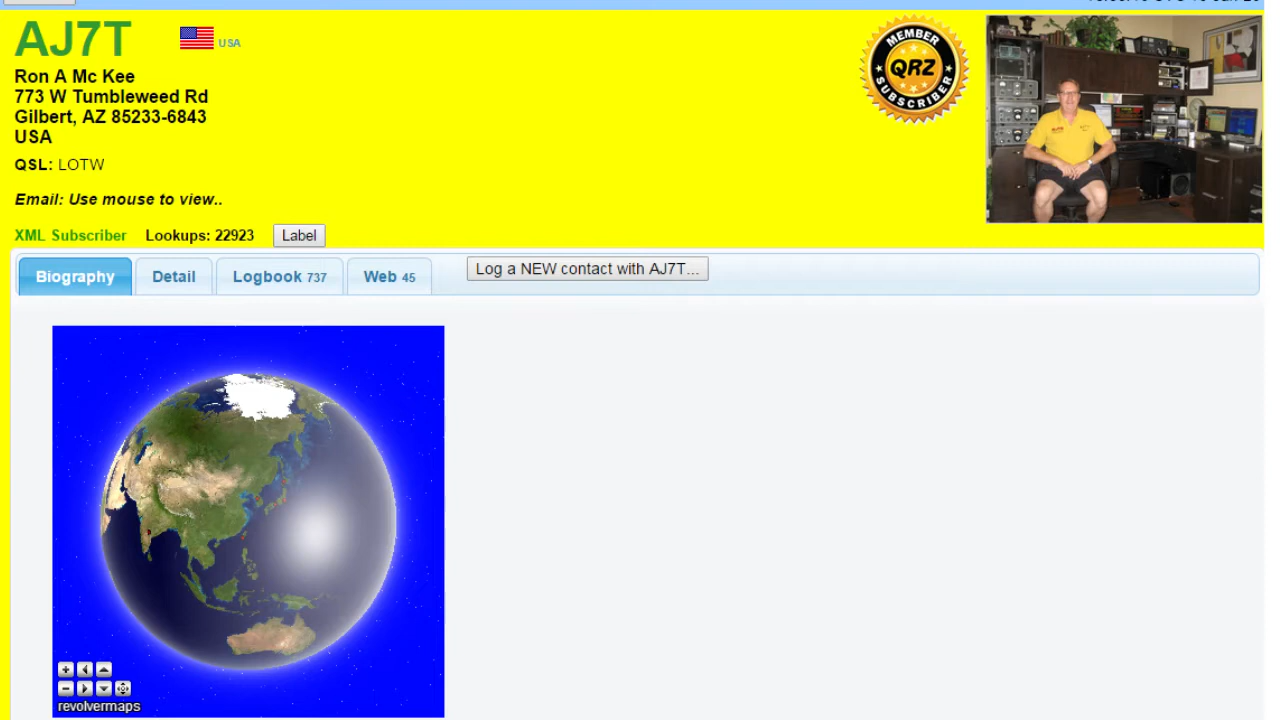 AJ7T
USA
Ron A Mc Kee
773 W Tumbleweed Rd
Gilbert, AZ 85233-6843
USA
QSL: LOTW
Email: Use mouse to view..
XML Subscriber Lookups: 22923 Label
MEMBER
QRZ
SUBSCRIBER
Biography Detail Logbook 737 Web 45 Log a NEW contact with AJ7T...
revolvermaps